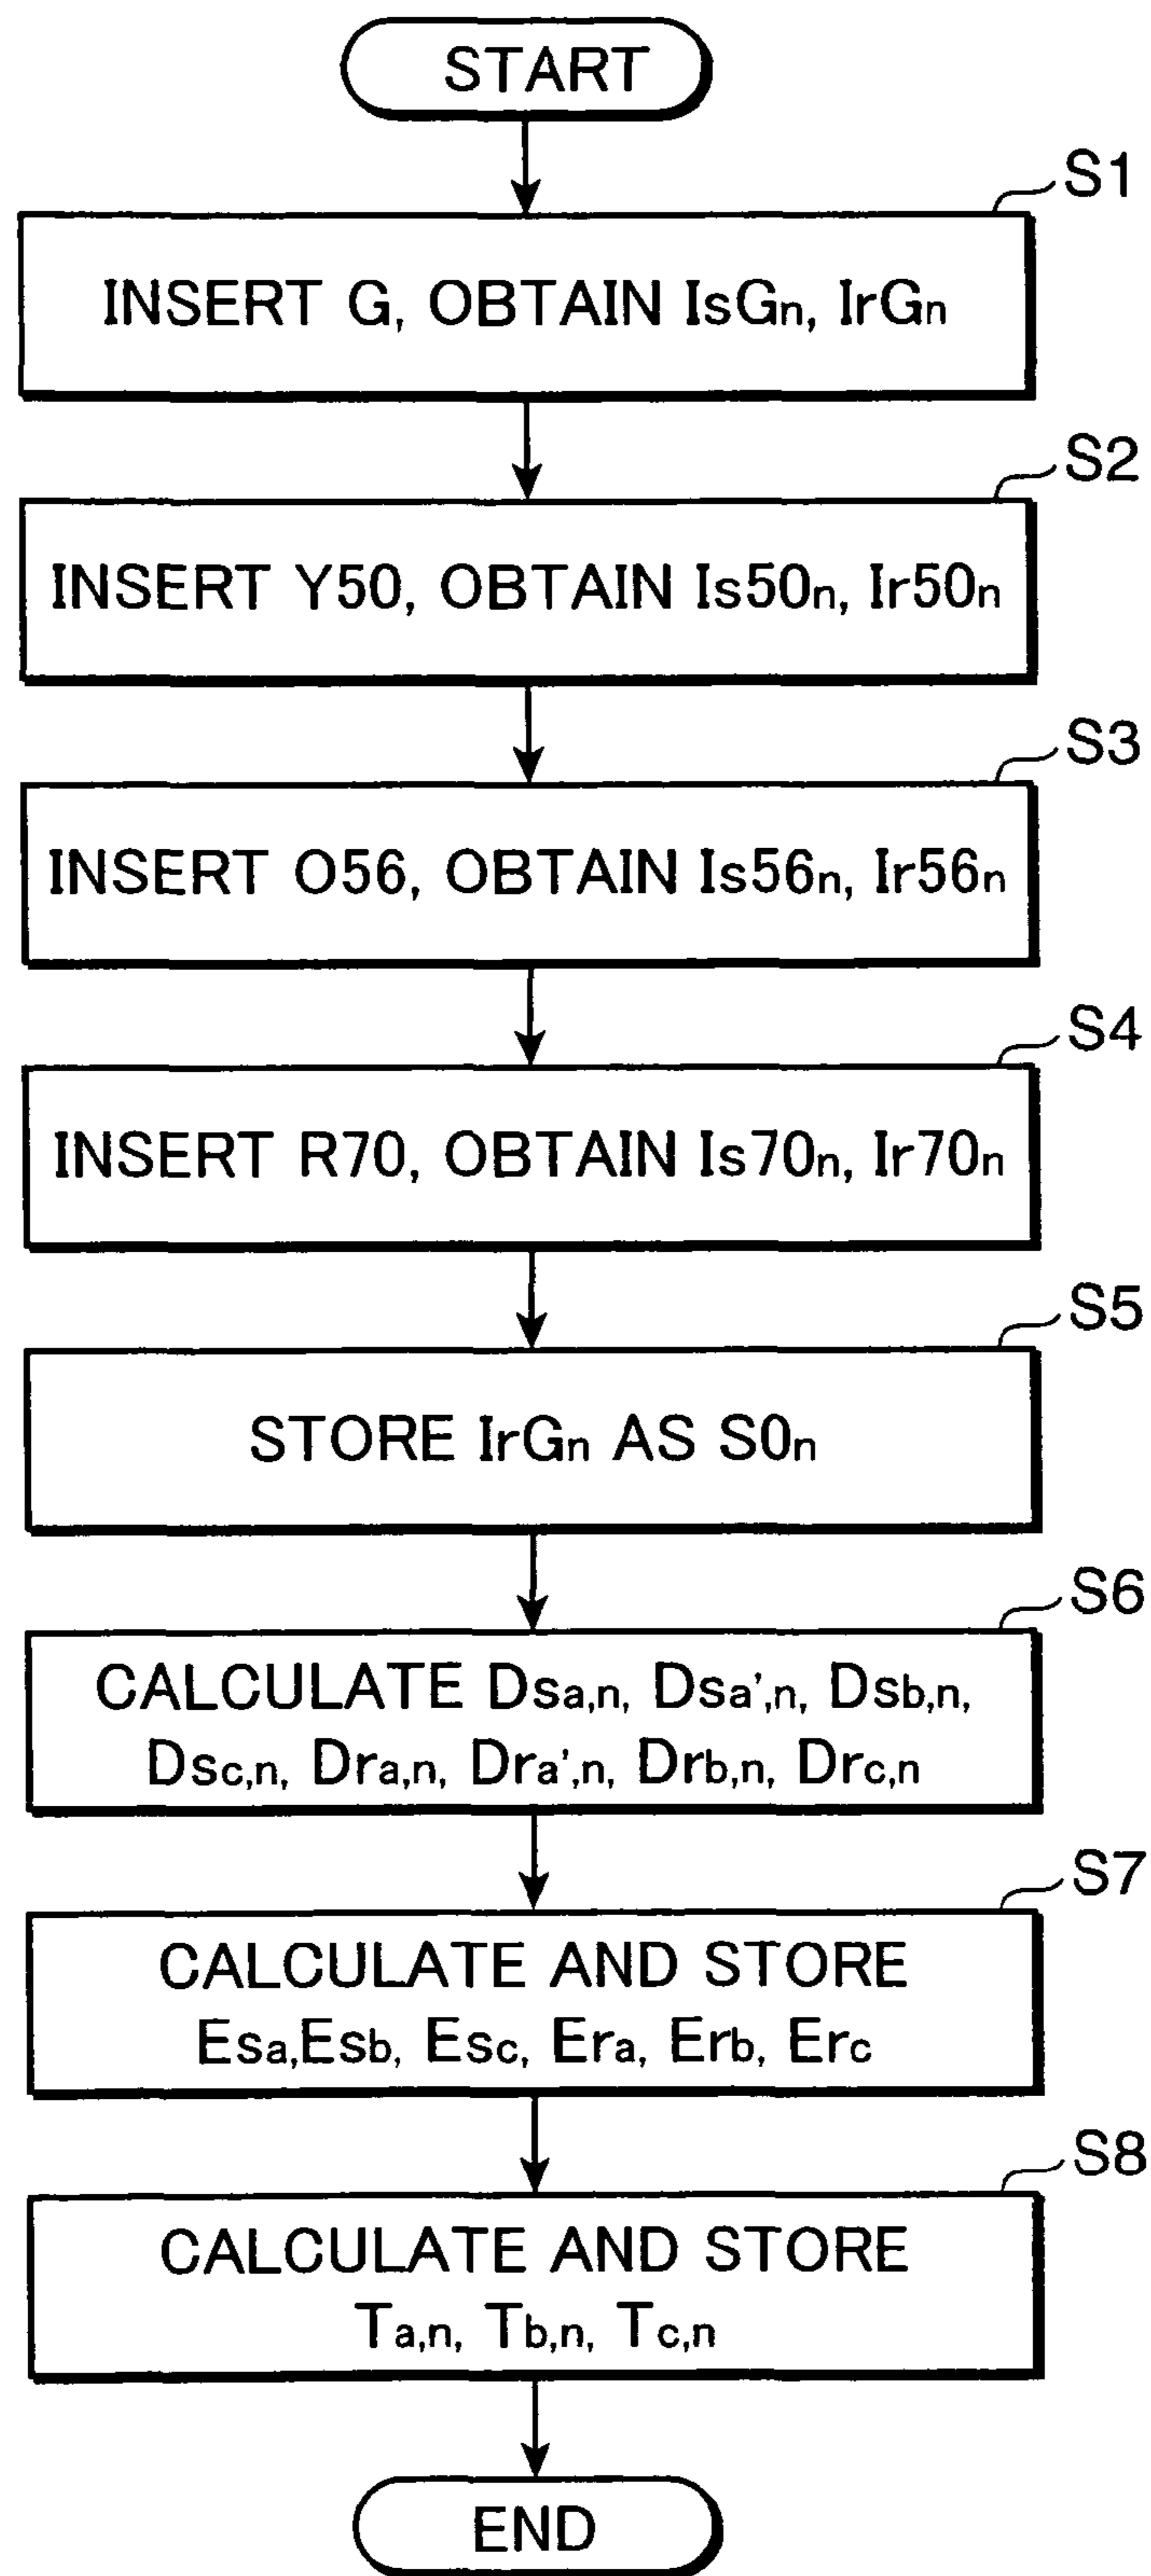 START
S1
INSERT G, OBTAIN IsGn, IrGn
S2
INSERT Y50, OBTAIN Is50n, Ir50n
S3
INSERT O56, OBTAIN Is56n, Ir56n
S4
INSERT R70, OBTAIN Is70n, Ir70n
S5
STORE IrGn AS S0n
S6
CALCULATE Dsa,n, Dsa',n, Dsb,n,
Dsc,n, Dra,n, Dra',n, Drb,n, Drc,n
S7
CALCULATE AND STORE
Esa,Esb, Esc, Era, Erb, Erc
S8
CALCULATE AND STORE
Ta,n, Tb,n, Tc,n
END